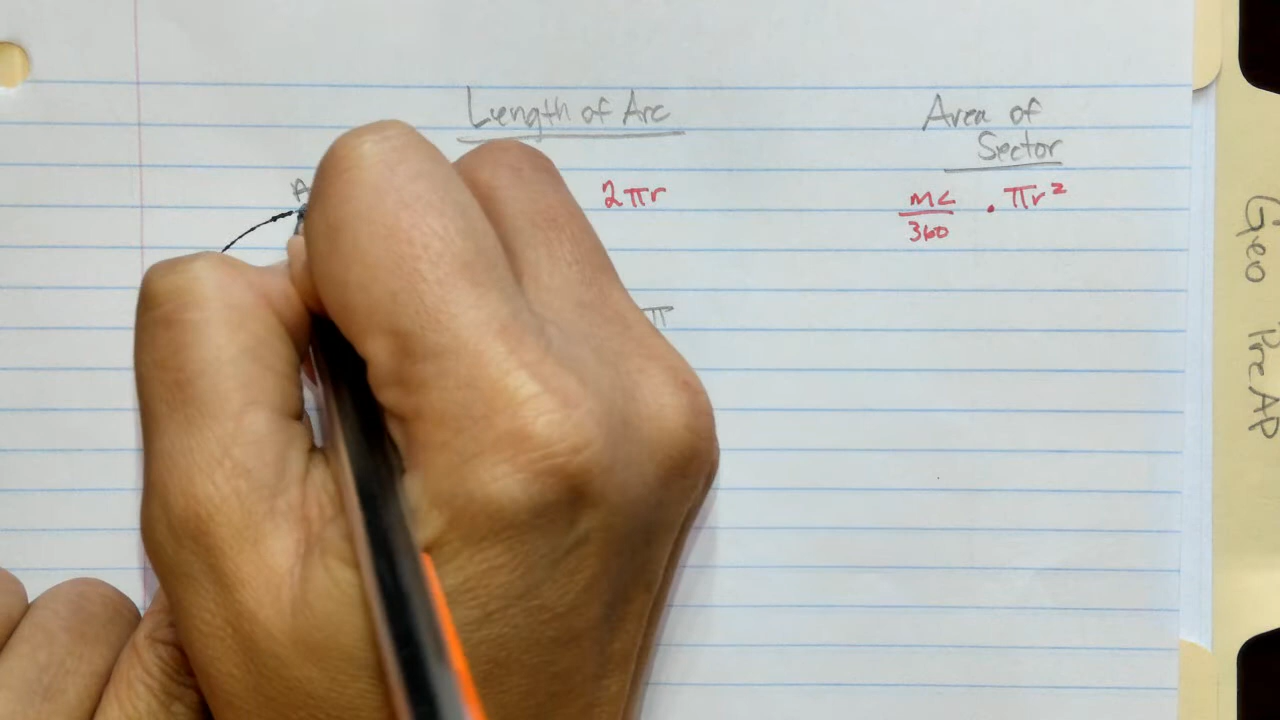 Length of Arc
Area of
Sector
A
2πr
m<
360
· πr²
π
Geo PreAP